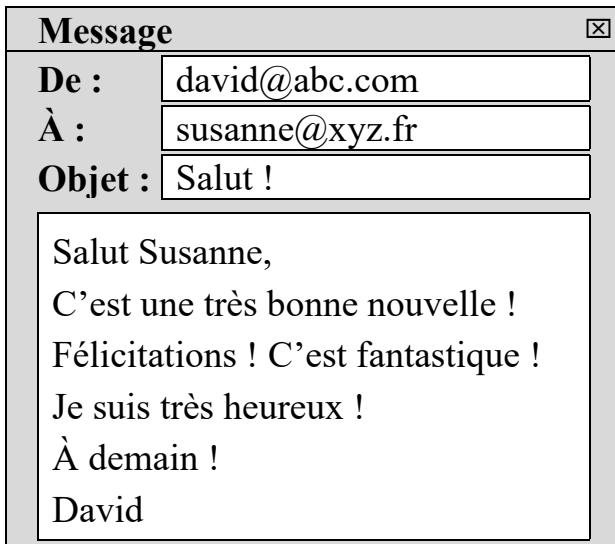 Message
De : david@abc.com
À : susanne@xyz.fr
Objet : Salut !
Salut Susanne,
C’est une très bonne nouvelle !
Félicitations ! C’est fantastique !
Je suis très heureux !
À demain !
David